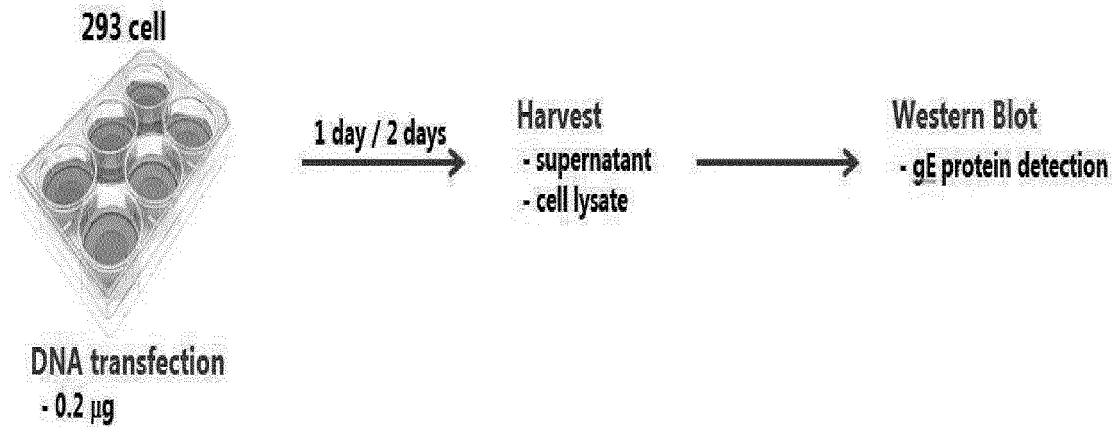 293 cell
DNA transfection
- 0.2 μg
1 day / 2 days
Harvest
- supernatant
- cell lysate
Western Blot
- gE protein detection